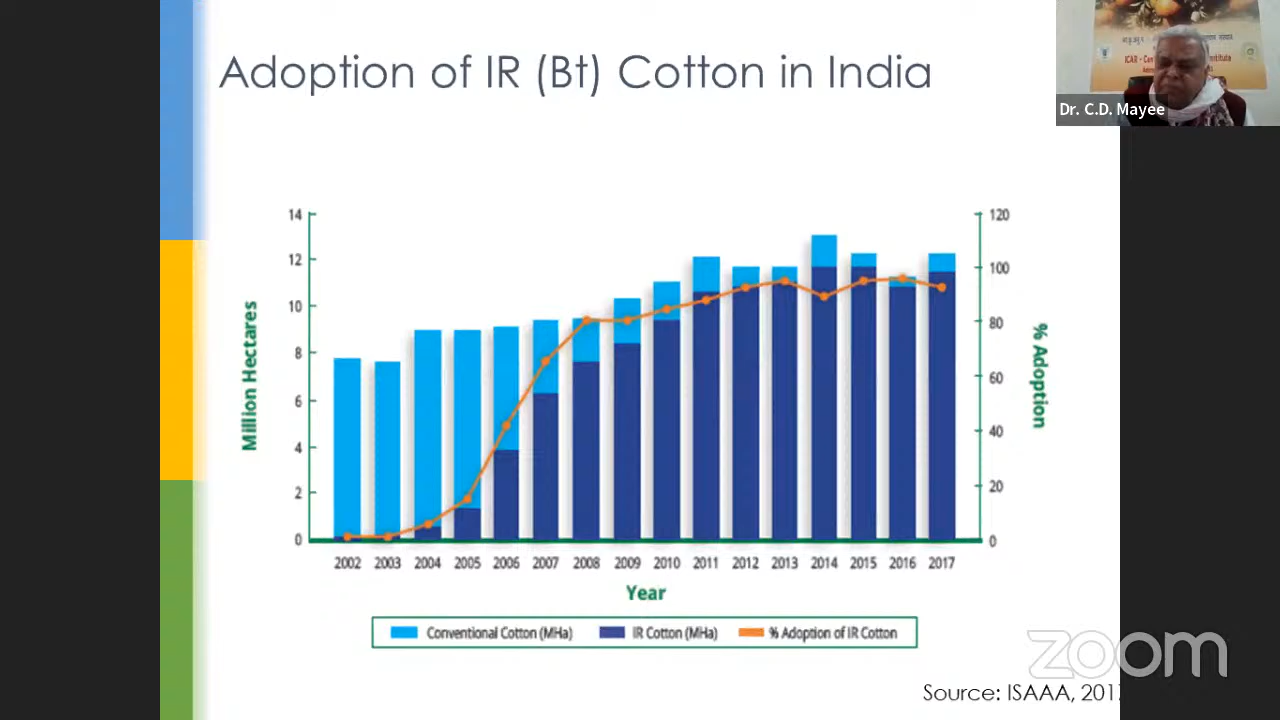 Adoption of IR (Bt) Cotton in India
Dr. C.D. Mayee
14
12
10
8
6
4
2
0
Million Hectares
120
100
80
60
40
20
0
% Adoption
2002 2003 2004 2005 2006 2007 2008 2009 2010 2011 2012 2013 2014 2015 2016 2017
Year
Conventional Cotton (MHa) IR Cotton (MHa) % Adoption of IR Cotton
zoom
Source: ISAAA, 201